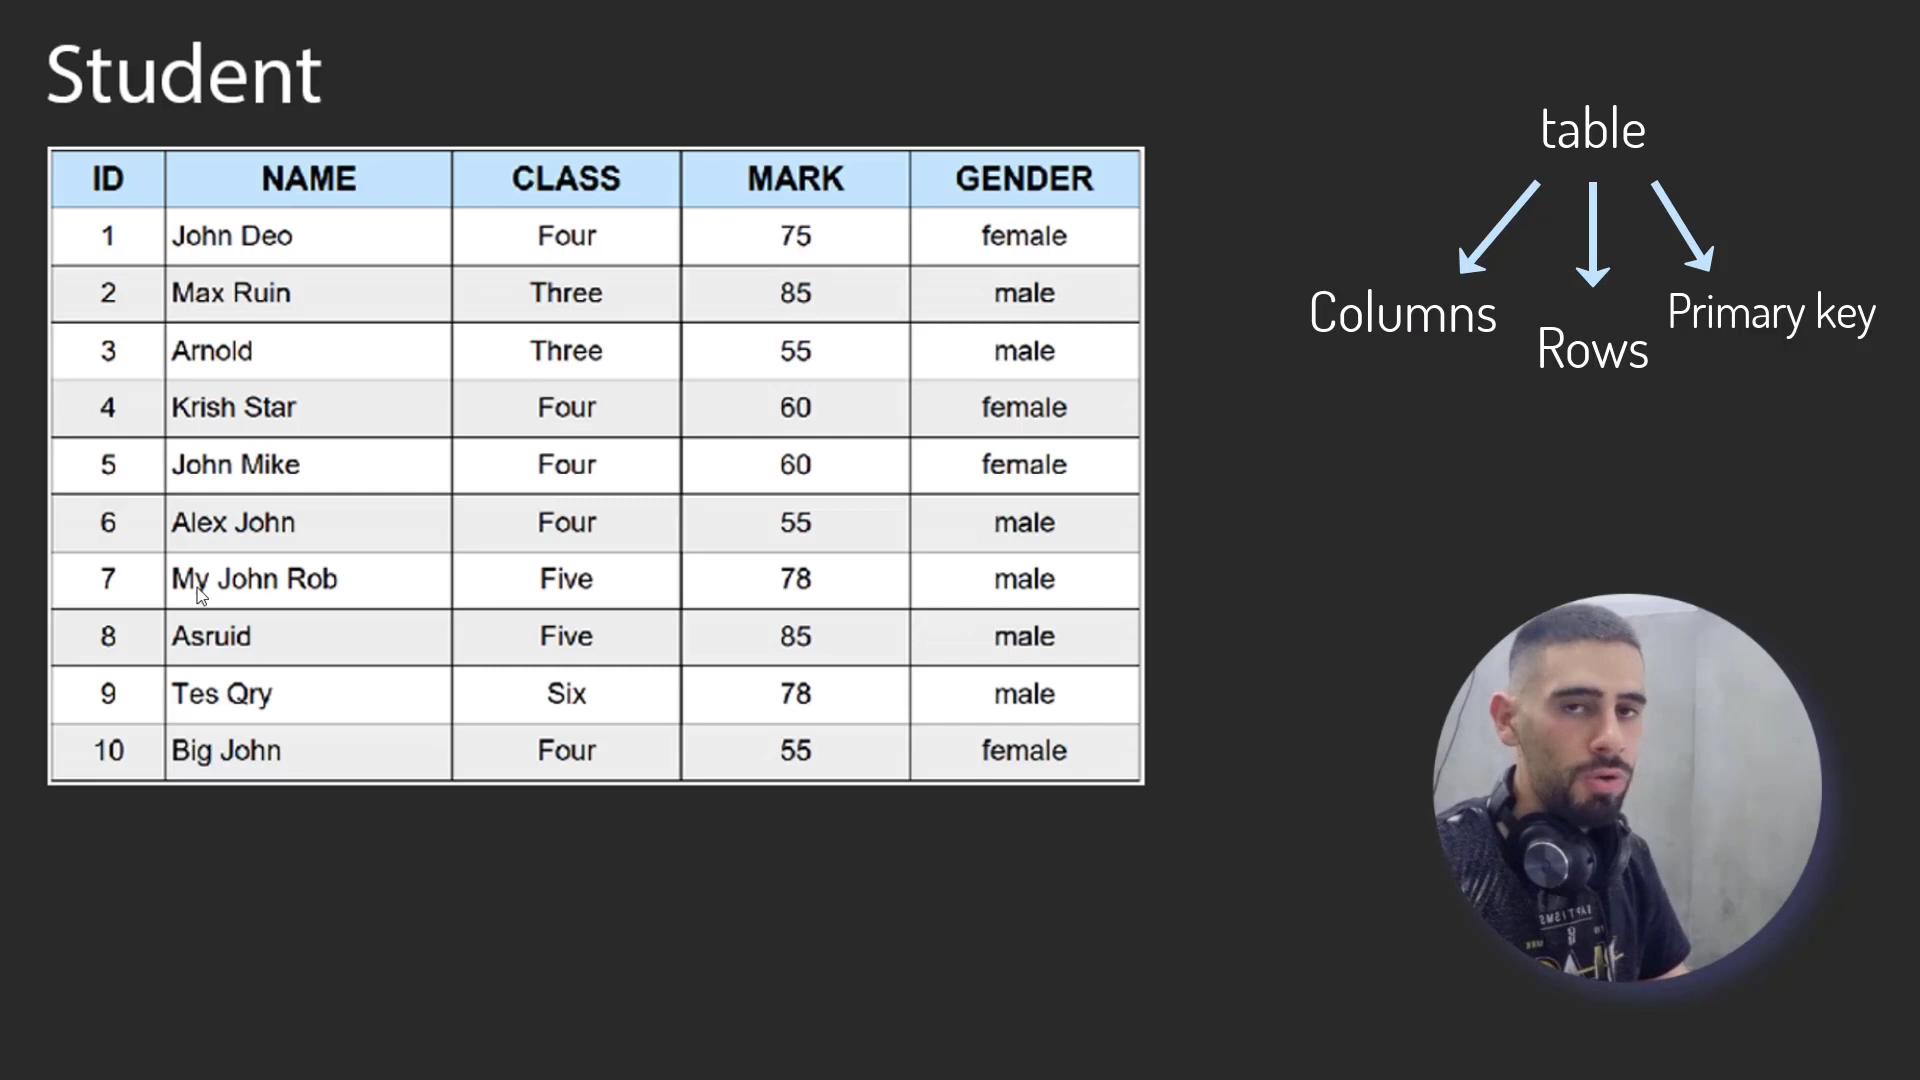 Student
ID NAME CLASS MARK GENDER
1 John Deo Four 75 female
2 Max Ruin Three 85 male
3 Arnold Three 55 male
4 Krish Star Four 60 female
5 John Mike Four 60 female
6 Alex John Four 55 male
7 My John Rob Five 78 male
8 Asruid Five 85 male
9 Tes Qry Six 78 male
10 Big John Four 55 female
table
Columns
Rows
Primary key